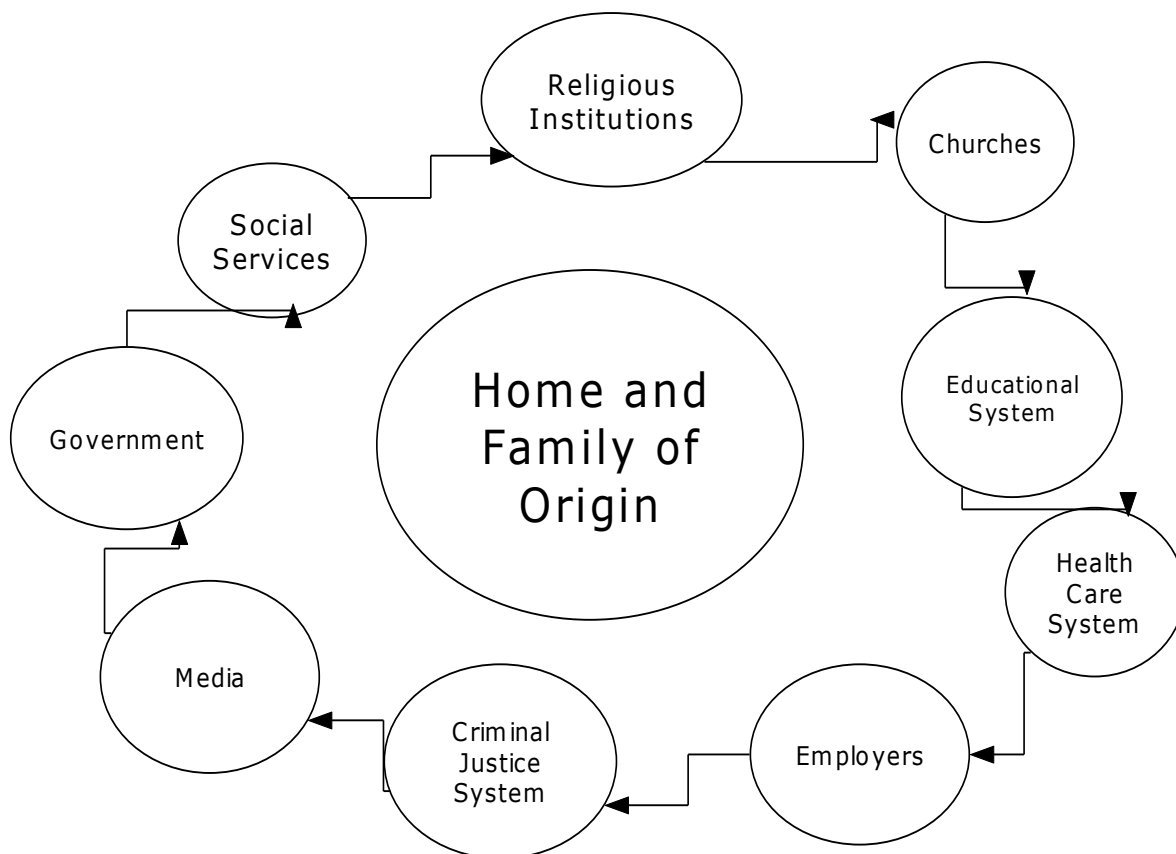 Religious
Institutions
Churches
Social
Services
Home and
Family of
Origin
Educational
System
Government
Health
Care
System
Media
Criminal
Justice
System
Employers